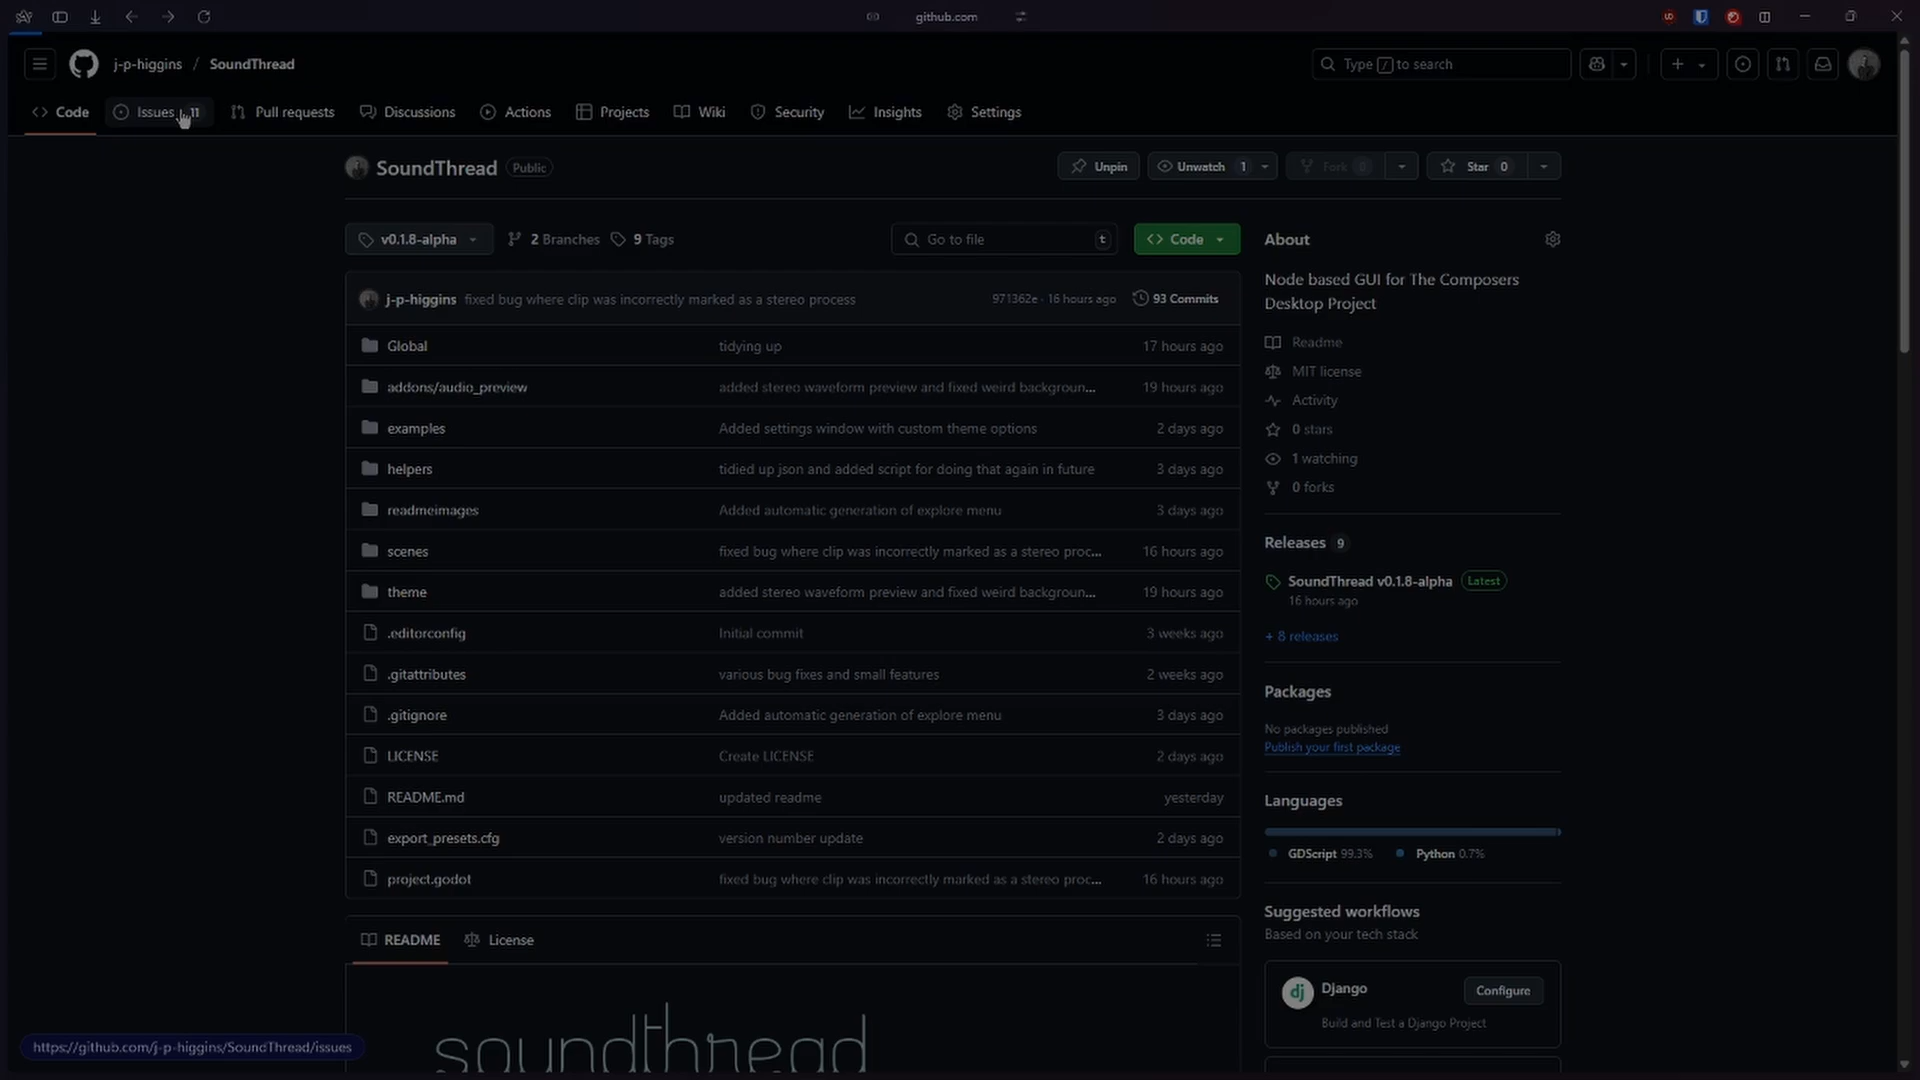 github.com
j-p-higgins / SoundThread
Type / to search
Code
Issues 11
Pull requests
Discussions
Actions
Projects
Wiki
Security
Insights
Settings
SoundThread Public
Unpin
Unwatch 1
Fork 0
Star 0
v0.1.8-alpha
2 Branches
9 Tags
Go to file t
Code
j-p-higgins fixed bug where clip was incorrectly marked as a stereo process 971362e · 16 hours ago 93 Commits
Global tidying up 17 hours ago
addons/audio_preview added stereo waveform preview and fixed weird backgroun... 19 hours ago
examples Added settings window with custom theme options 2 days ago
helpers tidied up json and added script for doing that again in future 3 days ago
readmeimages Added automatic generation of explore menu 3 days ago
scenes fixed bug where clip was incorrectly marked as a stereo proc... 16 hours ago
theme added stereo waveform preview and fixed weird backgroun... 19 hours ago
.editorconfig Initial commit 3 weeks ago
.gitattributes various bug fixes and small features 2 weeks ago
.gitignore Added automatic generation of explore menu 3 days ago
LICENSE Create LICENSE 2 days ago
README.md updated readme yesterday
export_presets.cfg version number update 2 days ago
project.godot fixed bug where clip was incorrectly marked as a stereo proc... 16 hours ago
README
License
soundthread
About
Node based GUI for The Composers
Desktop Project
Readme
MIT license
Activity
0 stars
1 watching
0 forks
Releases 9
SoundThread v0.1.8-alpha Latest
16 hours ago
+ 8 releases
Packages
No packages published
Publish your first package
Languages
GDScript 99.3% Python 0.7%
Suggested workflows
Based on your tech stack
dj
Django
Configure
Build and Test a Django Project
https://github.com/j-p-higgins/SoundThread/issues